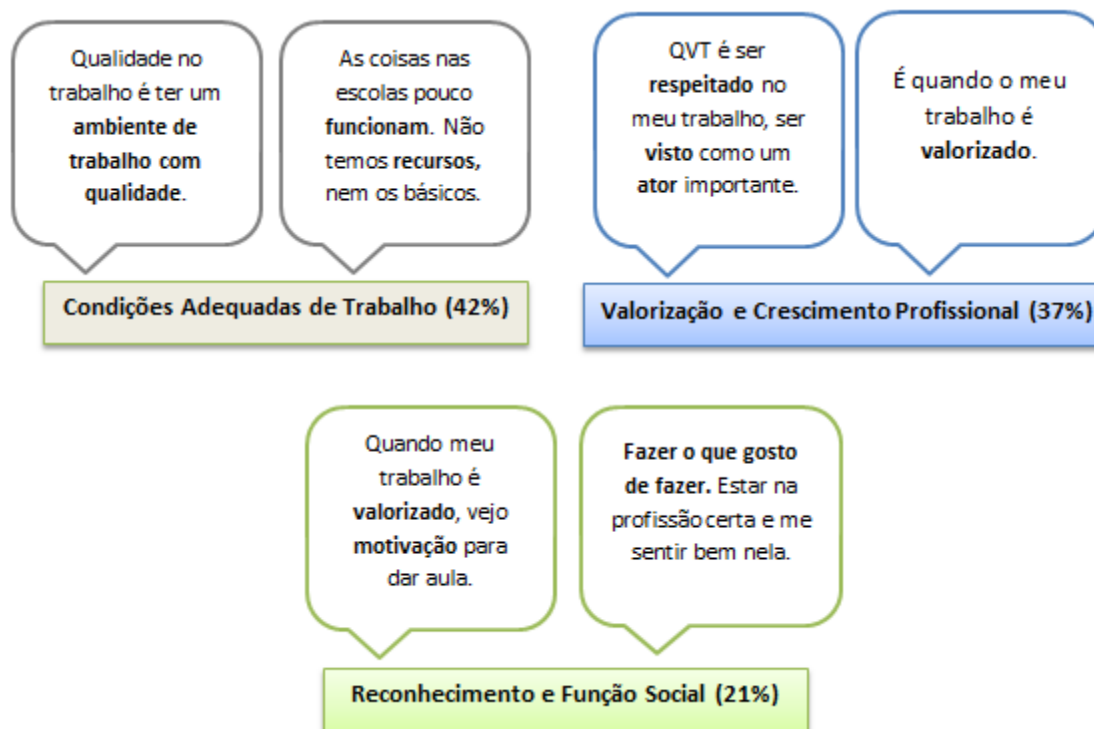 Qualidade no
trabalho é ter um
ambiente de
trabalho com
qualidade.
As coisas nas
escolas pouco
funcionam. Não
temos recursos,
nem os básicos.
Condições Adequadas de Trabalho (42%)
QVT é ser
respeitado no
meu trabalho, ser
visto como um
ator importante.
É quando o meu
trabalho é
valorizado.
Valorização e Crescimento Profissional (37%)
Quando meu
trabalho é
valorizado, vejo
motivação para
dar aula.
Fazer o que gosto
de fazer. Estar na
profissão certa e me
sentir bem nela.
Reconhecimento e Função Social (21%)